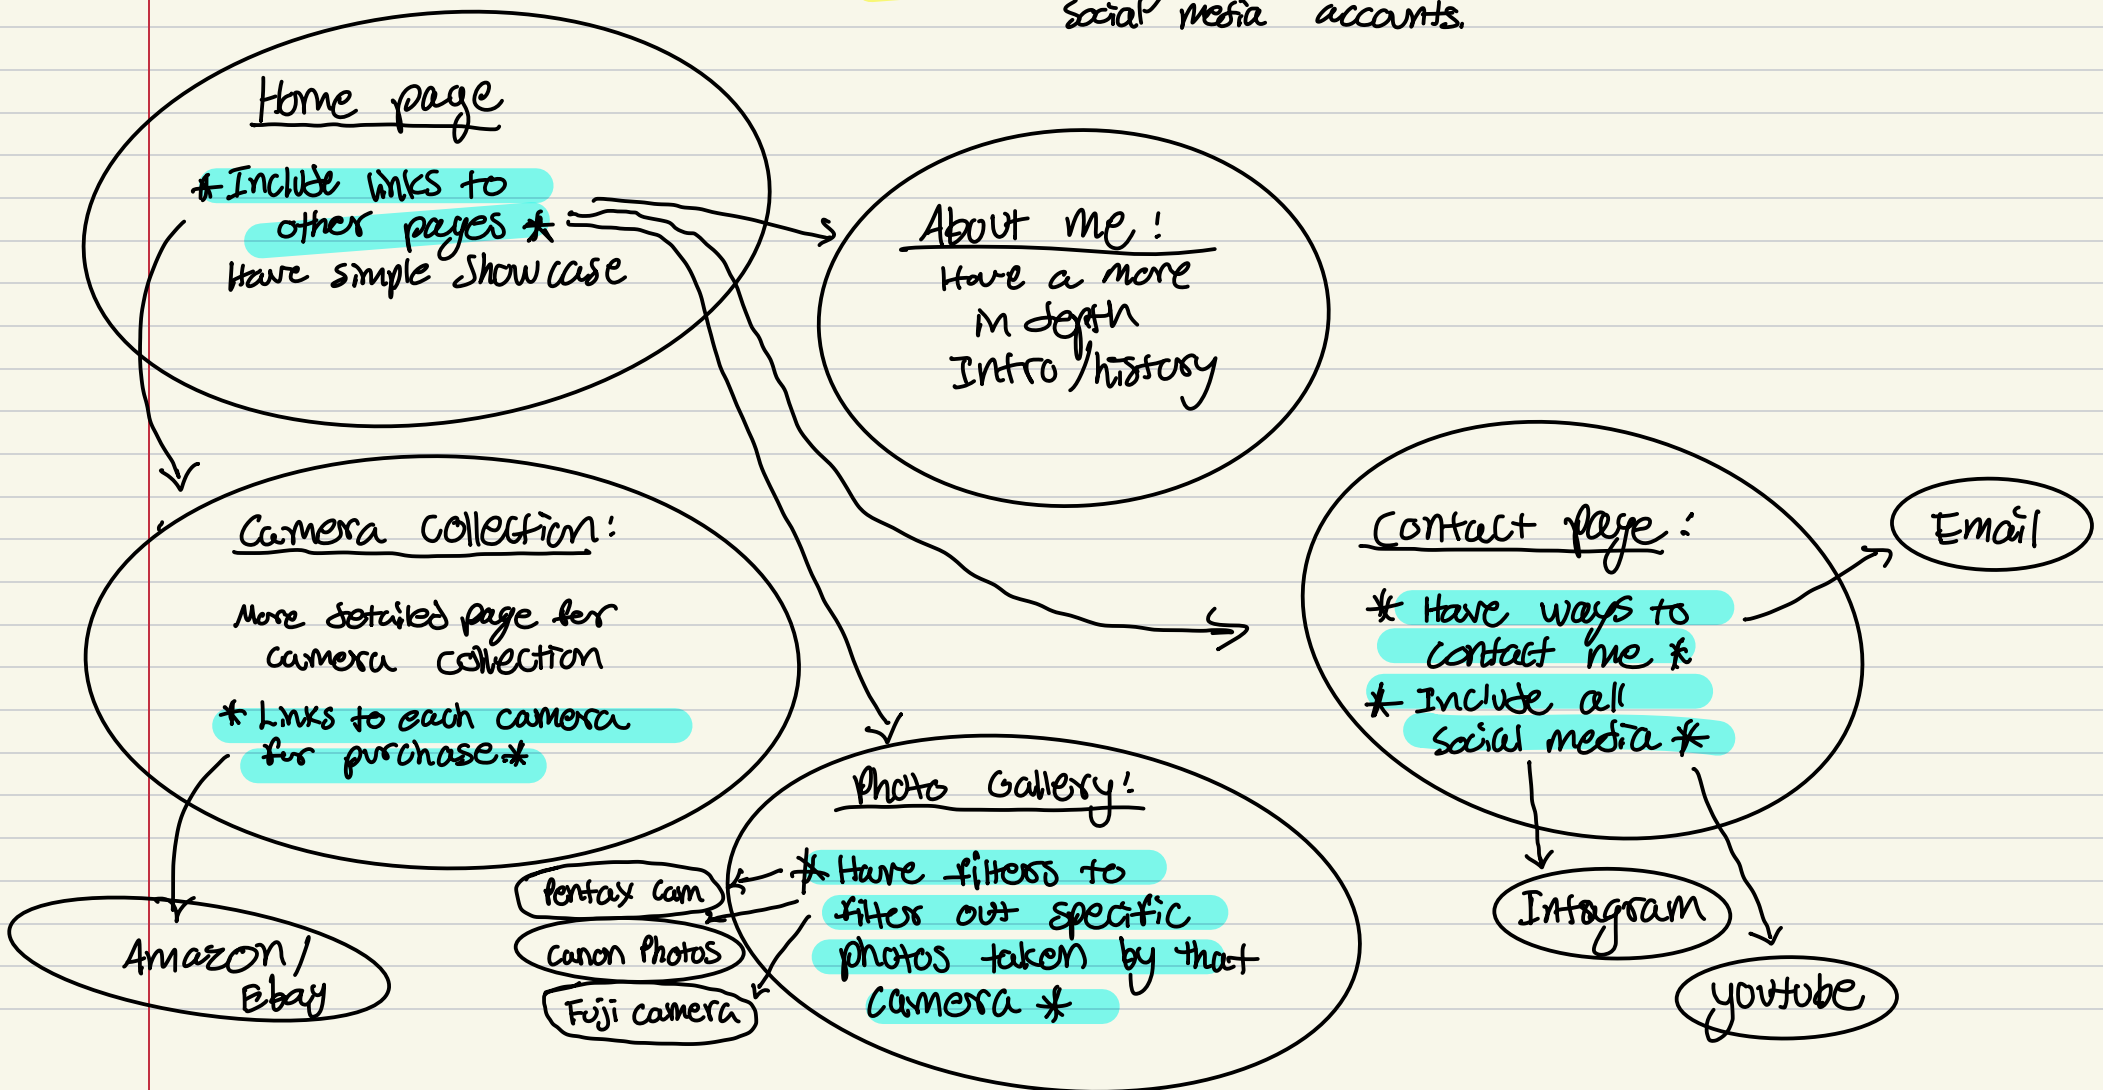 social media accounts.
Home page
*Include links to
other pages *
Have simple showcase
About me!
Have a more
in depth
Intro/history
Camera Collection:
More detailed page for
camera collection
* Links to each camera
for purchase.*
Amazon/
Ebay
Contact page:
* Have ways to
contact me *
* Include all
social media *
Email
Intagram
youtube
Photo Gallery!
* Have filters to
filter out specific
photos taken by that
camera *
Pentax cam
Canon Photos
Fuji camera